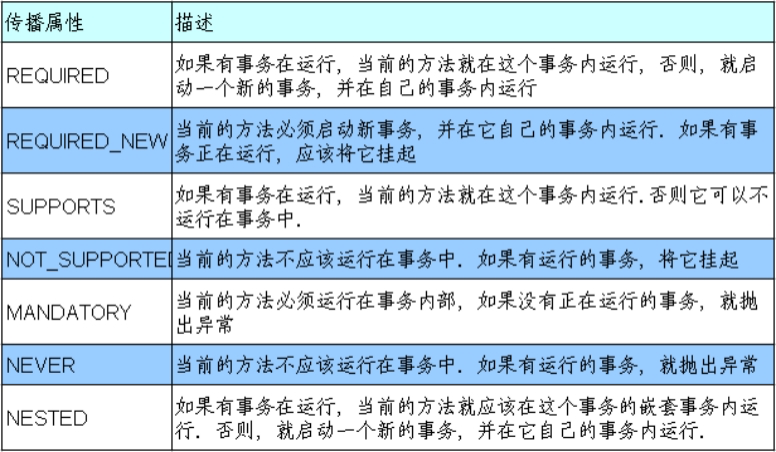 传播属性 描述
REQUIRED
如果有事务在运行, 当前的方法就在这个事务内运行, 否则, 就启
动一个新的事务, 并在自己的事务内运行
REQUIRED_NEW
当前的方法必须启动新事务, 并在它自己的事务内运行. 如果有事
务正在运行, 应该将它挂起
SUPPORTS
如果有事务在运行, 当前的方法就在这个事务内运行.否则它可以不
运行在事务中.
NOT_SUPPORTED 当前的方法不应该运行在事务中. 如果有运行的事务, 将它挂起
MANDATORY
当前的方法必须运行在事务内部, 如果没有正在运行的事务, 就抛
出异常
NEVER 当前的方法不应该运行在事务中. 如果有运行的事务, 就抛出异常
NESTED
如果有事务在运行, 当前的方法就应该在这个事务的嵌套事务内运
行. 否则, 就启动一个新的事务, 并在它自己的事务内运行.